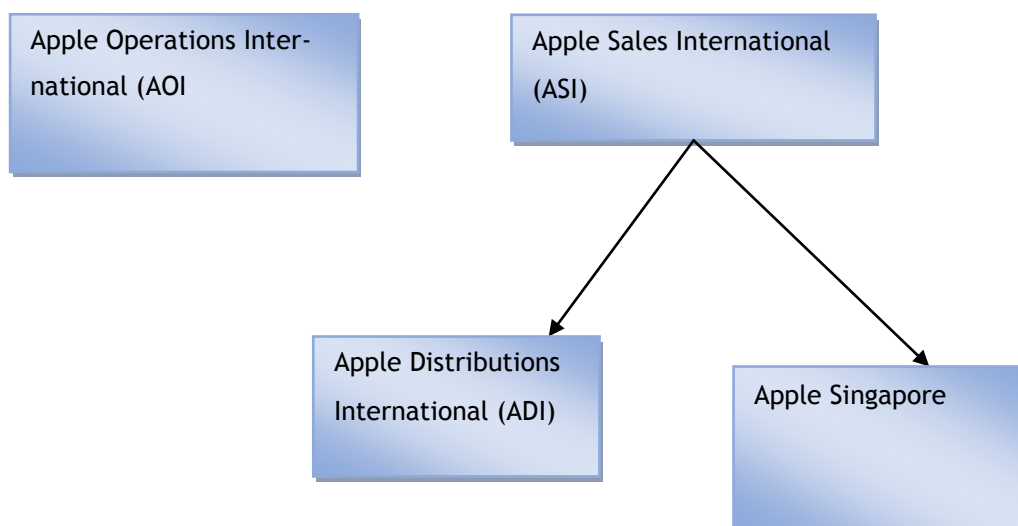 Apple Operations Inter-
national (AOI
Apple Sales International
(ASI)
Apple Distributions
International (ADI)
Apple Singapore